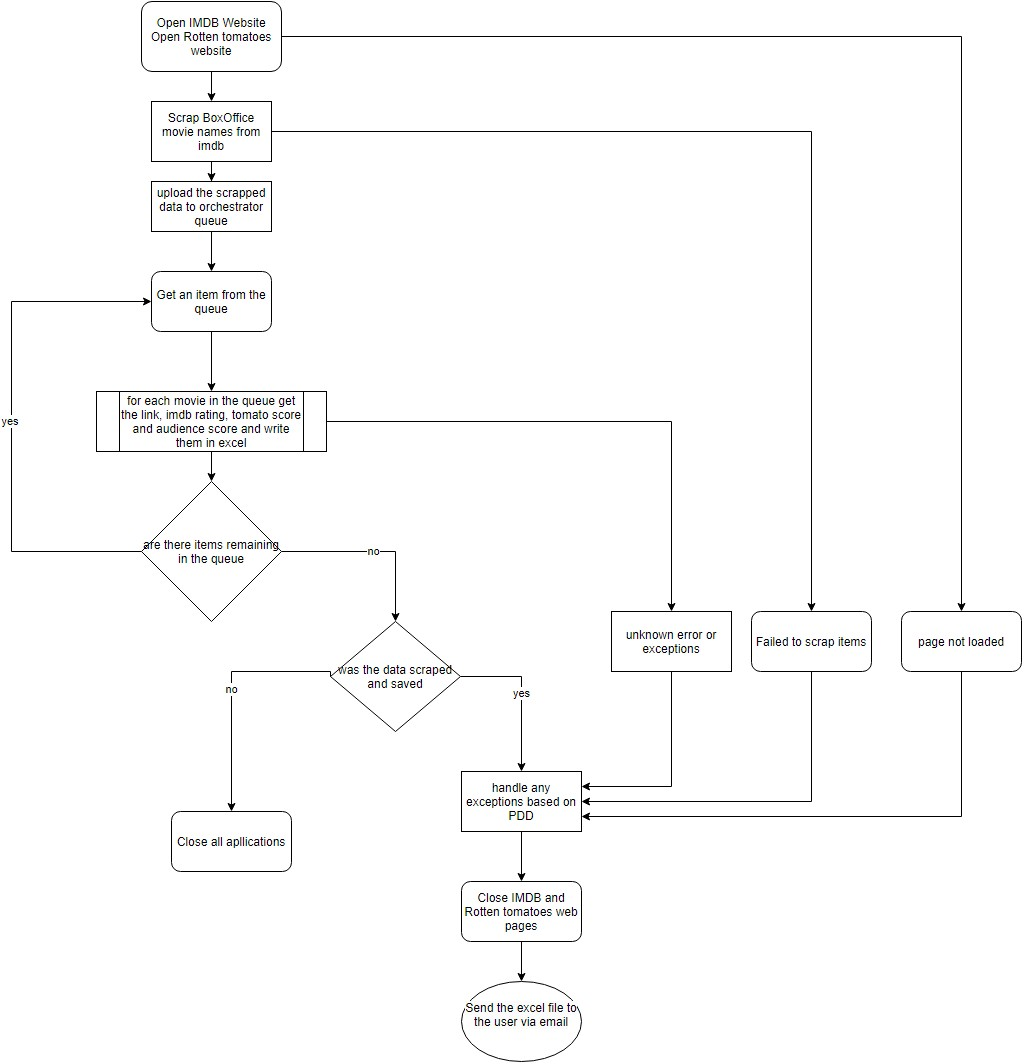 Open IMDB Website
Open Rotten tomatoes
website
Scrap BoxOffice
movie names from
imdb
upload the scrapped
data to orchestrator
queue
Get an item from the
queue
for each movie in the queue get
the link, imdb rating, tomato score
and audience score and write
them in excel
yes
are there items remaining
in the queue
no
unknown error or
exceptions
Failed to scrap items
page not loaded
was the data scraped
and saved
no
yes
handle any
exceptions based on
PDD
Close all apllications
Close IMDB and
Rotten tomatoes web
pages
Send the excel file to
the user via email